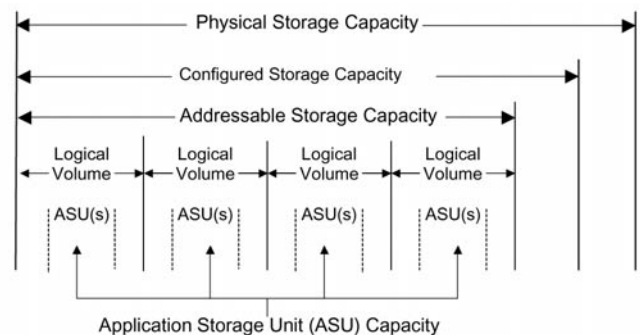 Physical Storage Capacity
Configured Storage Capacity
Addressable Storage Capacity
Logical Volume
Logical Volume
Logical Volume
Logical Volume
ASU(s)
ASU(s)
ASU(s)
ASU(s)
Application Storage Unit (ASU) Capacity